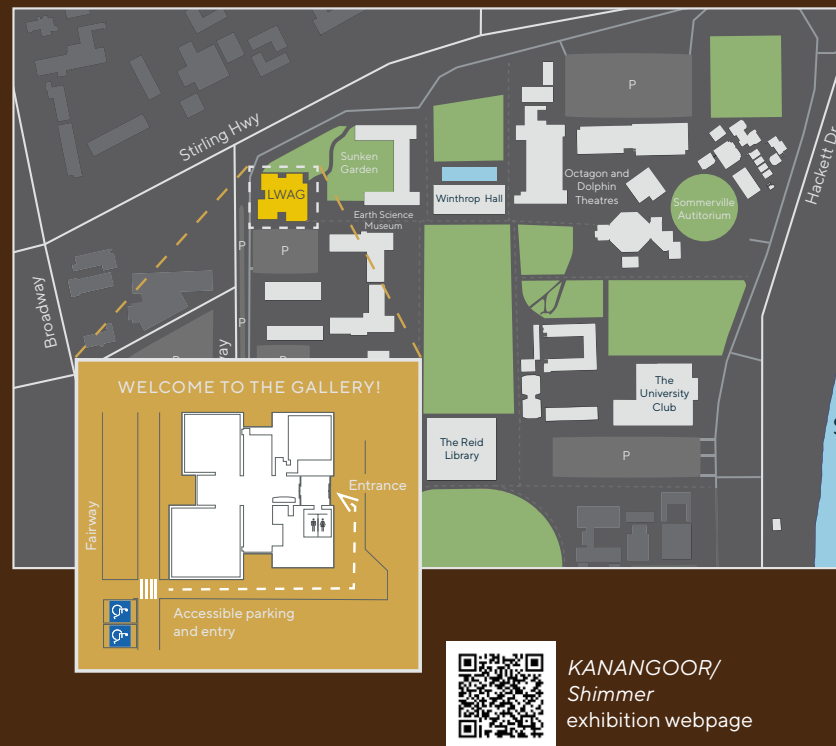 Stirling Hwy
P
Hackett Dr
Sunken
Garden
LWAG
Winthrop Hall
Octagon and
Dolphin
Theatres
Sommerville
Autitorium
Earth Science
Museum
P
P
Broadway
P
P
P
way
The
University
Club
The Reid
Library
P
S
WELCOME TO THE GALLERY!
Entrance
Fairway
Accessible parking
and entry
KANANGOOR/
Shimmer
exhibition webpage